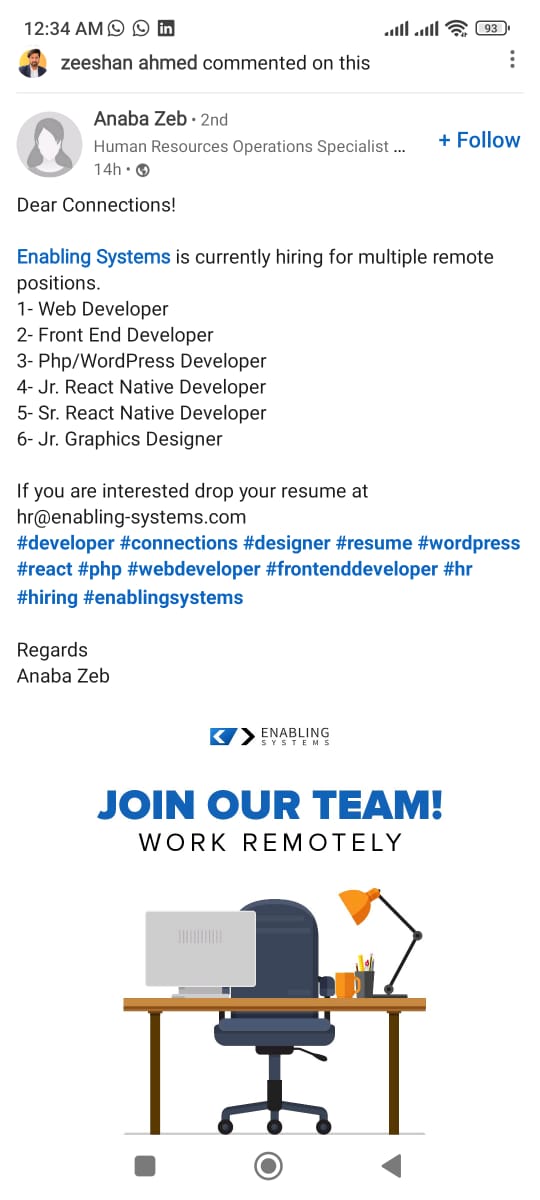 12:34 AM
93
zeeshan ahmed commented on this
Anaba Zeb • 2nd
Human Resources Operations Specialist ...
+ Follow
14h •
Dear Connections!
Enabling Systems is currently hiring for multiple remote
positions.
1- Web Developer
2- Front End Developer
3- Php/WordPress Developer
4- Jr. React Native Developer
5- Sr. React Native Developer
6- Jr. Graphics Designer
If you are interested drop your resume at
hr@enabling-systems.com
#developer #connections #designer #resume #wordpress
#react #php #webdeveloper #frontenddeveloper #hr
#hiring #enablingsystems
Regards
Anaba Zeb
ENABLING
SYSTEMS
JOIN OUR TEAM!
WORK REMOTELY